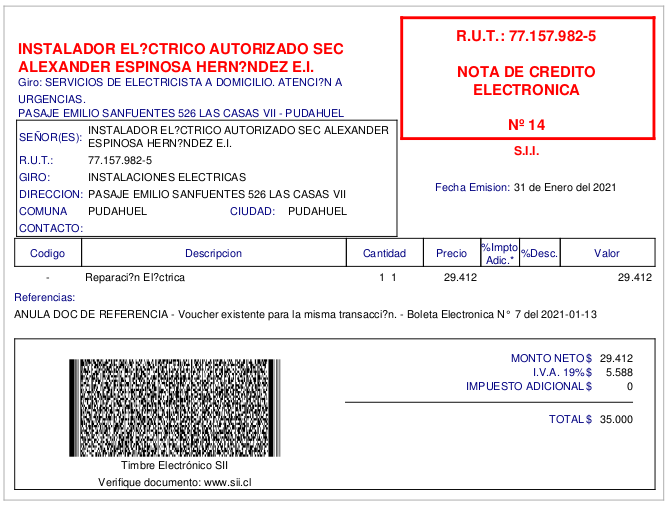 INSTALADOR EL?CTRICO AUTORIZADO SEC
ALEXANDER ESPINOSA HERN?NDEZ E.I.
Giro: SERVICIOS DE ELECTRICISTA A DOMICILIO. ATENCI?N A
URGENCIAS.
PASAJE EMILIO SANFUENTES 526 LAS CASAS VII - PUDAHUEL
R.U.T.: 77.157.982-5
NOTA DE CREDITO
ELECTRONICA
Nº 14
S.I.I.
Fecha Emision: 31 de Enero del 2021
SEÑOR(ES): INSTALADOR EL?CTRICO AUTORIZADO SEC ALEXANDER
ESPINOSA HERN?NDEZ E.I.
R.U.T.: 77.157.982-5
GIRO: INSTALACIONES ELECTRICAS
DIRECCION: PASAJE EMILIO SANFUENTES 526 LAS CASAS VII
COMUNA PUDAHUEL CIUDAD: PUDAHUEL
CONTACTO:
Codigo Descripcion Cantidad Precio %Impto Adic.* %Desc. Valor
- Reparaci?n El?ctrica 1 1 29.412 29.412
Referencias:
ANULA DOC DE REFERENCIA - Voucher existente para la misma transacci?n. - Boleta Electronica N° 7 del 2021-01-13
MONTO NETO $ 29.412
I.V.A. 19% $ 5.588
IMPUESTO ADICIONAL $ 0
TOTAL $ 35.000
Timbre Electrónico SII
Verifique documento: www.sii.cl